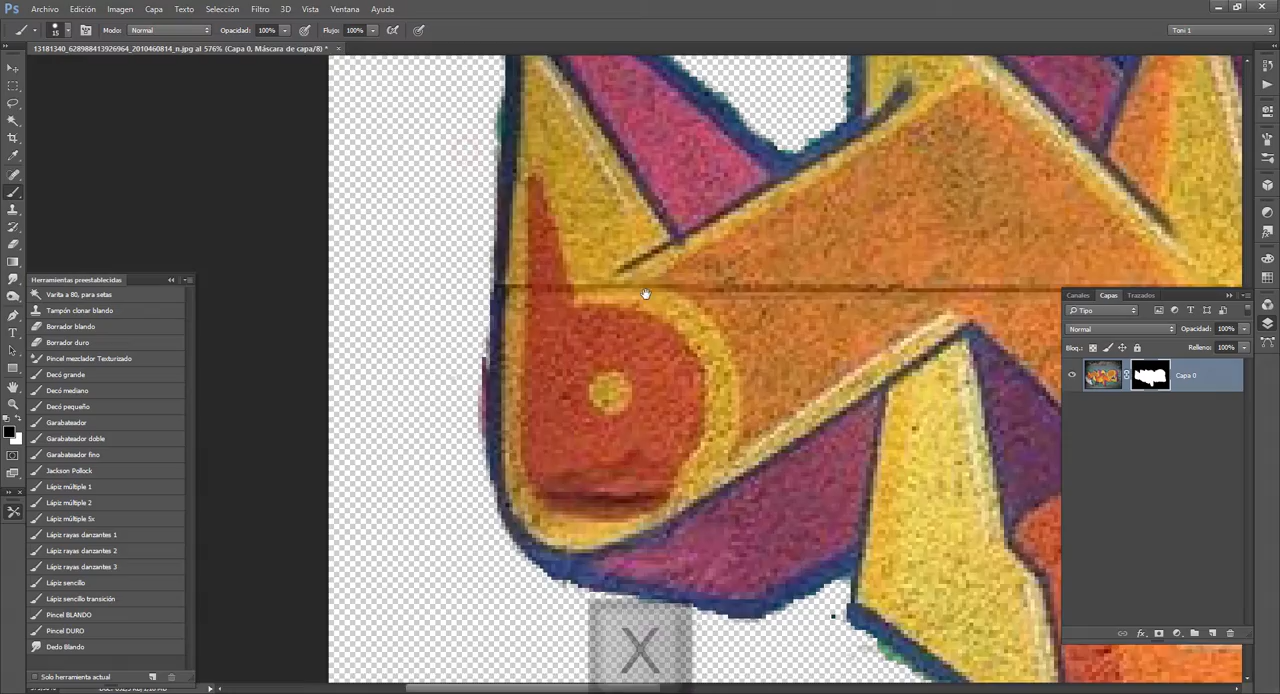 Ps Archivo Edición Imagen Capa Texto Selección Filtro 3D Vista Ventana Ayuda
15 Modo: Normal Opacidad: 100% Flujo: 100% Toni 1
13181340_628988413926964_2010460814_n.jpg al 576% (Capa 0, Máscara de capa/8) * ×
Herramientas preestablecidas
Varita a 80, para setas
Tampón clonar blando
Borrador blando
Borrador duro
Pincel mezclador Texturizado
Decó grande
Decó mediano
Decó pequeño
Garabateador
Garabateador doble
Garabateador fino
Jackson Pollock
Lápiz múltiple 1
Lápiz múltiple 2
Lápiz múltiple 5x
Lápiz rayas danzantes 1
Lápiz rayas danzantes 2
Lápiz rayas danzantes 3
Lápiz sencillo
Lápiz sencillo transición
Pincel BLANDO
Pincel DURO
Dedo Blando
Solo herramienta actual
Canales Capas Trazados
Tipo
Normal Opacidad: 100%
Bloq.: Relleno: 100%
Capa 0
fx
X